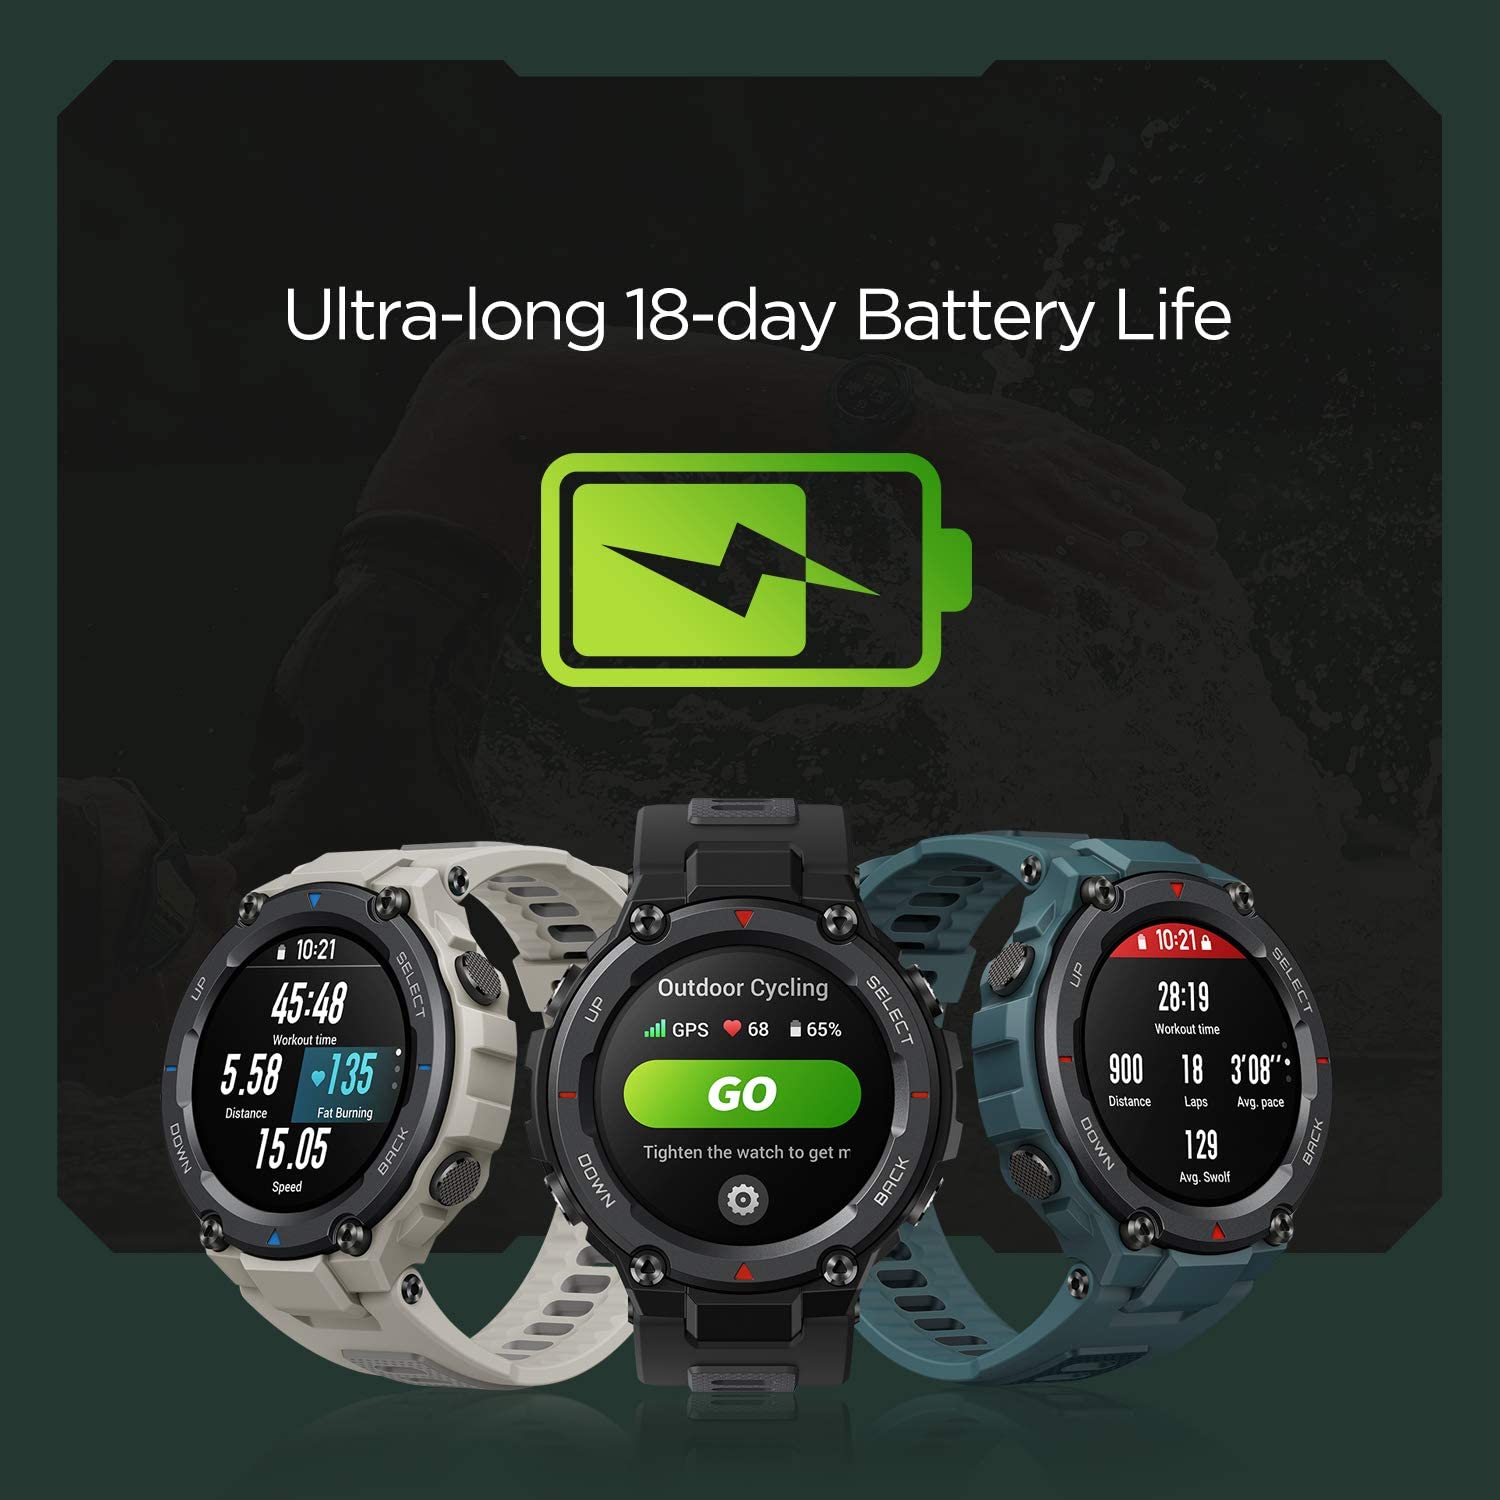 Ultra-long 18-day Battery Life
10:21
45:48
Workout time
5.58
135
Distance
Fat Burning
15.05
Speed
UP
SELECT
DOWN
BACK
Outdoor Cycling
GPS 68 65%
GO
Tighten the watch to get m
UP
SELECT
DOWN
BACK
10:21
28:19
Workout time
900 18 3'08''
Distance Laps Avg. pace
129
Avg. Swolf
UP
SELECT
DOWN
BACK